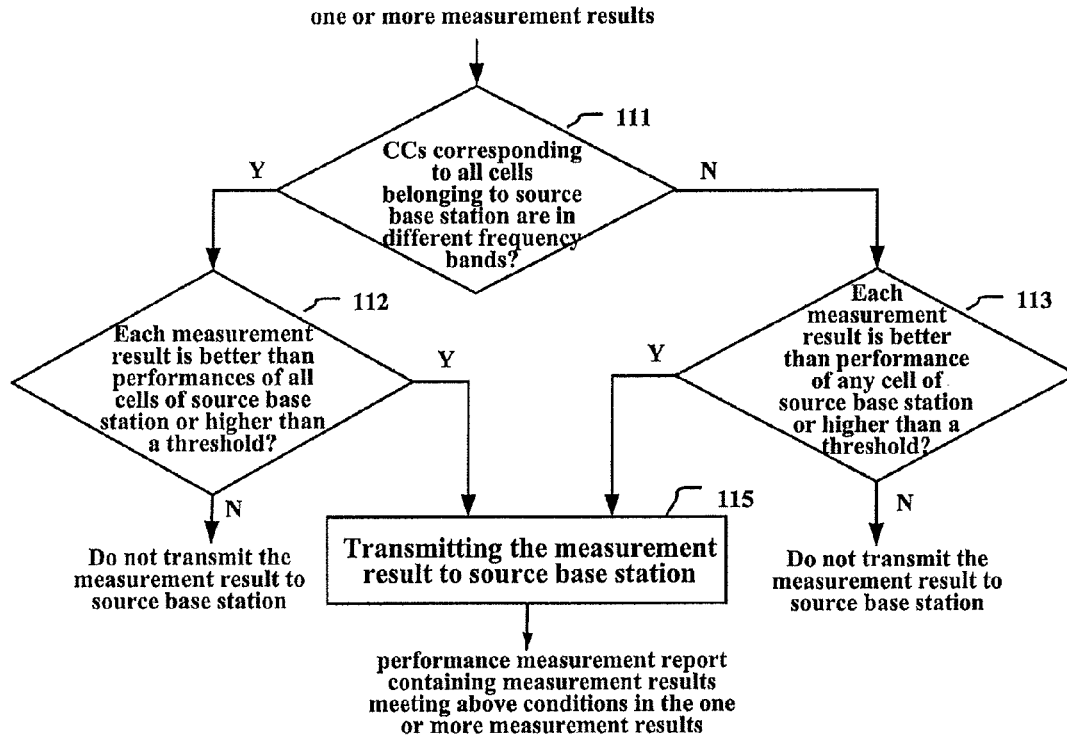 one or more measurement results
111
CCs corresponding
to all cells
belonging to source
base station are in
different frequency
bands?
Y
N
112
Each measurement
result is better than
performances of all
cells of source base
station or higher than
a threshold?
Y
N
113
Each
measurement
result is better
than performance
of any cell of
source base station
or higher than a
threshold?
Y
N
Do not transmit the
measurement result to
source base station
115
Transmitting the measurement
result to source base station
Do not transmit the
measurement result to
source base station
performance measurement report
containing measurement results
meeting above conditions in the one
or more measurement results